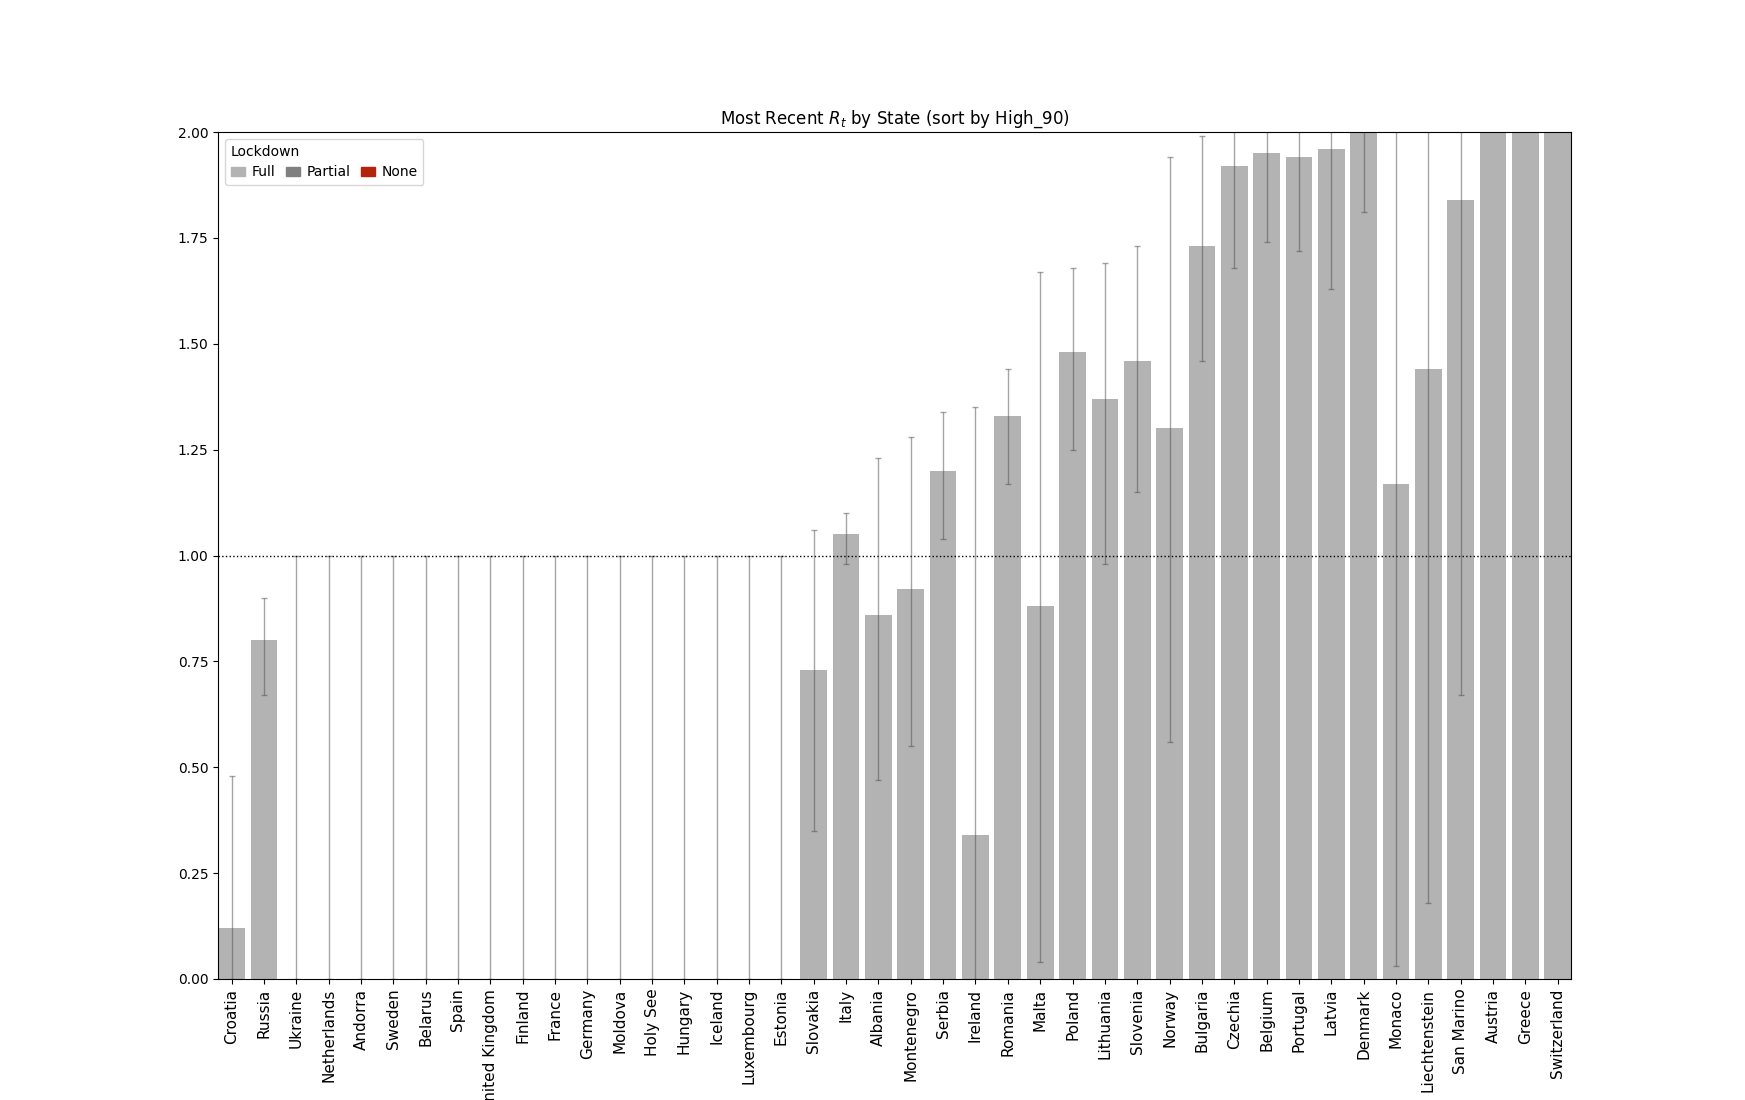 Most Recent Rt by State (sort by High_90)
Lockdown
Full Partial None
2.00
1.75
1.50
1.25
1.00
0.75
0.50
0.25
0.00
Croatia
Russia
Ukraine
Netherlands
Andorra
Sweden
Belarus
Spain
nited Kingdom
Finland
France
Germany
Moldova
Holy See
Hungary
Iceland
Luxembourg
Estonia
Slovakia
Italy
Albania
Montenegro
Serbia
Ireland
Romania
Malta
Poland
Lithuania
Slovenia
Norway
Bulgaria
Czechia
Belgium
Portugal
Latvia
Denmark
Monaco
Liechtenstein
San Marino
Austria
Greece
Switzerland